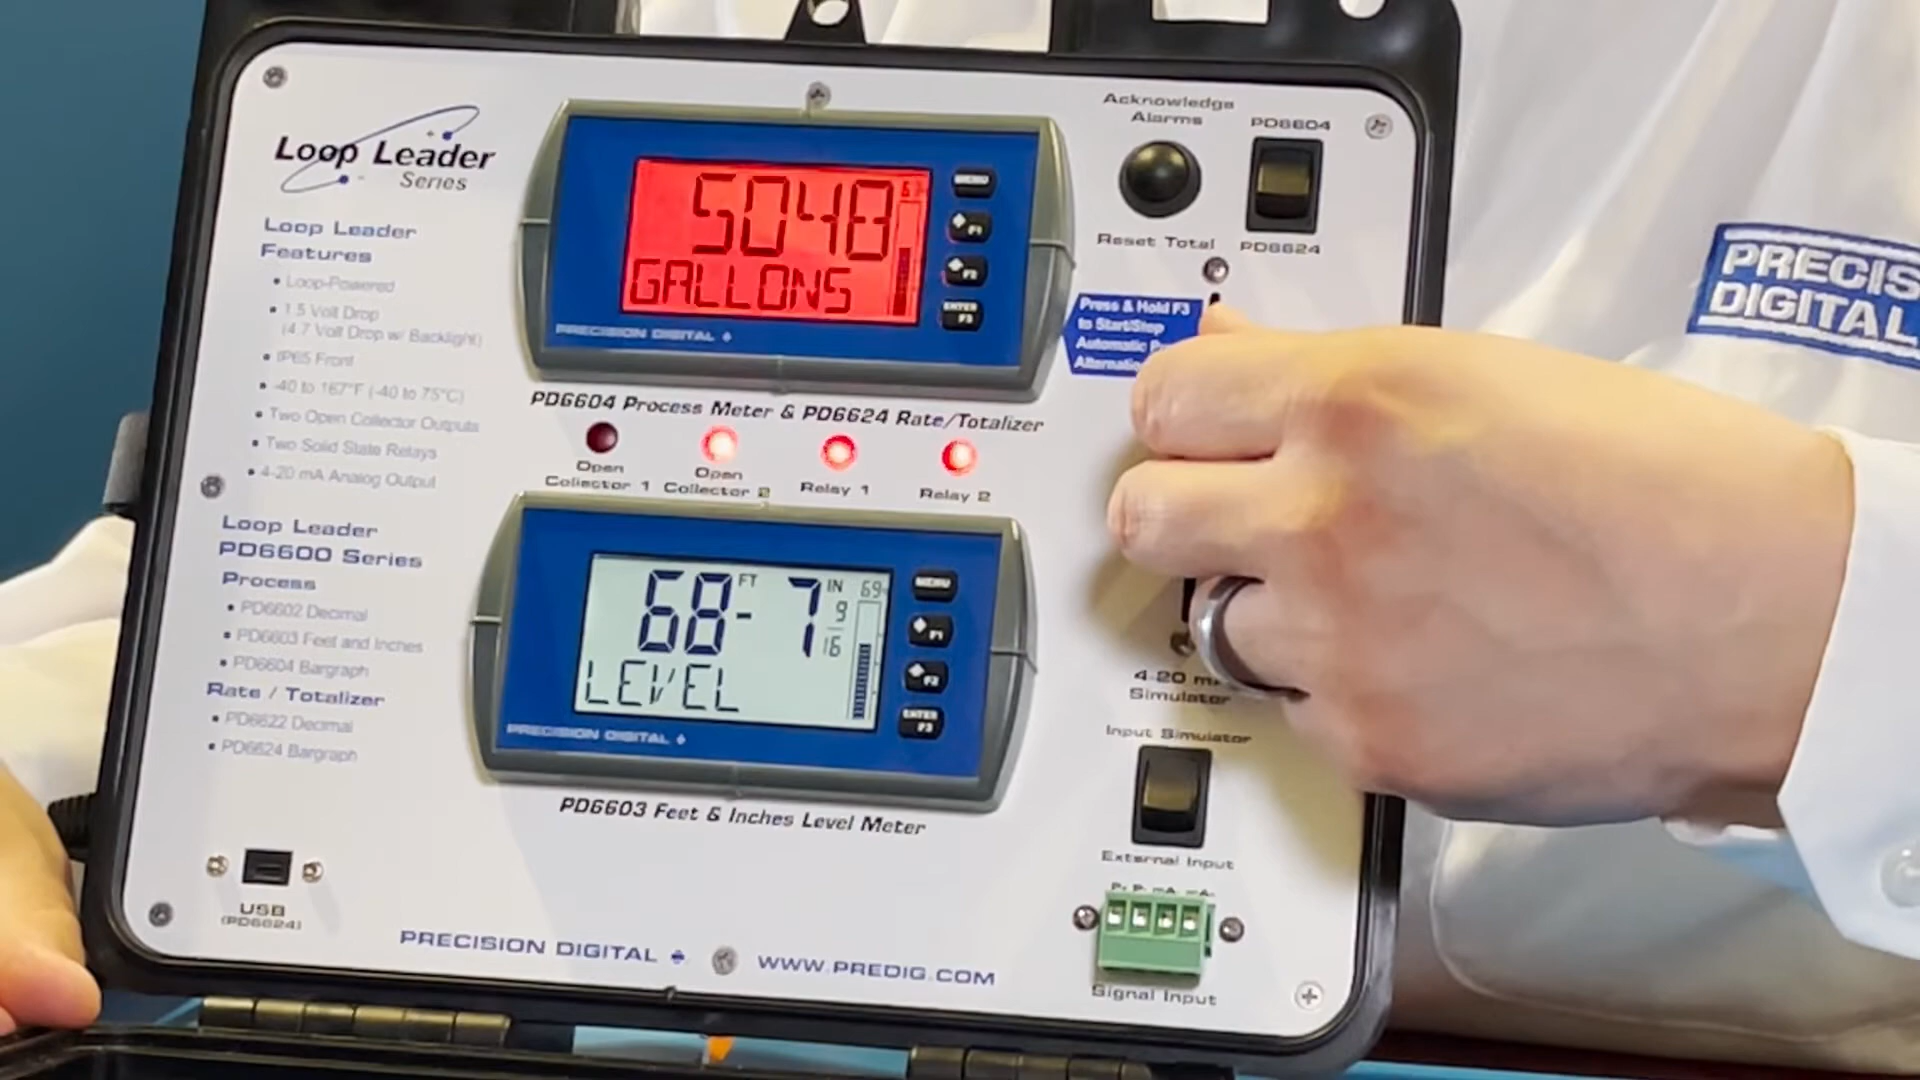 Loop Leader
Series
Loop Leader
Features
• Loop-Powered
• 1.5 Volt Drop
(4.7 Volt Drop w/ Backlight)
• IP65 Front
• -40 to 167°F (-40 to 75°C)
• Two Open Collector Outputs
• Two Solid State Relays
• 4-20 mA Analog Output
Loop Leader
PD6600 Series
Process
• PD6602 Decimal
• PD6603 Feet and Inches
• PD6604 Bargraph
Rate / Totalizer
• PD6622 Decimal
• PD6624 Bargraph
USB
(PD6624)
5048
GALLONS
MENU
F1
F2
ENTER
F3
PRECISION DIGITAL
PD6604 Process Meter & PD6624 Rate/Totalizer
Open
Collector 1
Open
Collector 2
Relay 1
Relay 2
68 FT - 7 IN 9/16
69
LEVEL
MENU
F1
F2
ENTER
F3
PRECISION DIGITAL
PD6603 Feet & Inches Level Meter
PRECISION DIGITAL
WWW.PREDIG.COM
Acknowledge
Alarms
PD6604
Reset Total
PD6624
Press & Hold F3
to Start/Stop
Automatic
4-20
Simulator
Input Simulator
External Input
P+ P- mA+ mA-
Signal Input
PRECIS
DIGITAL